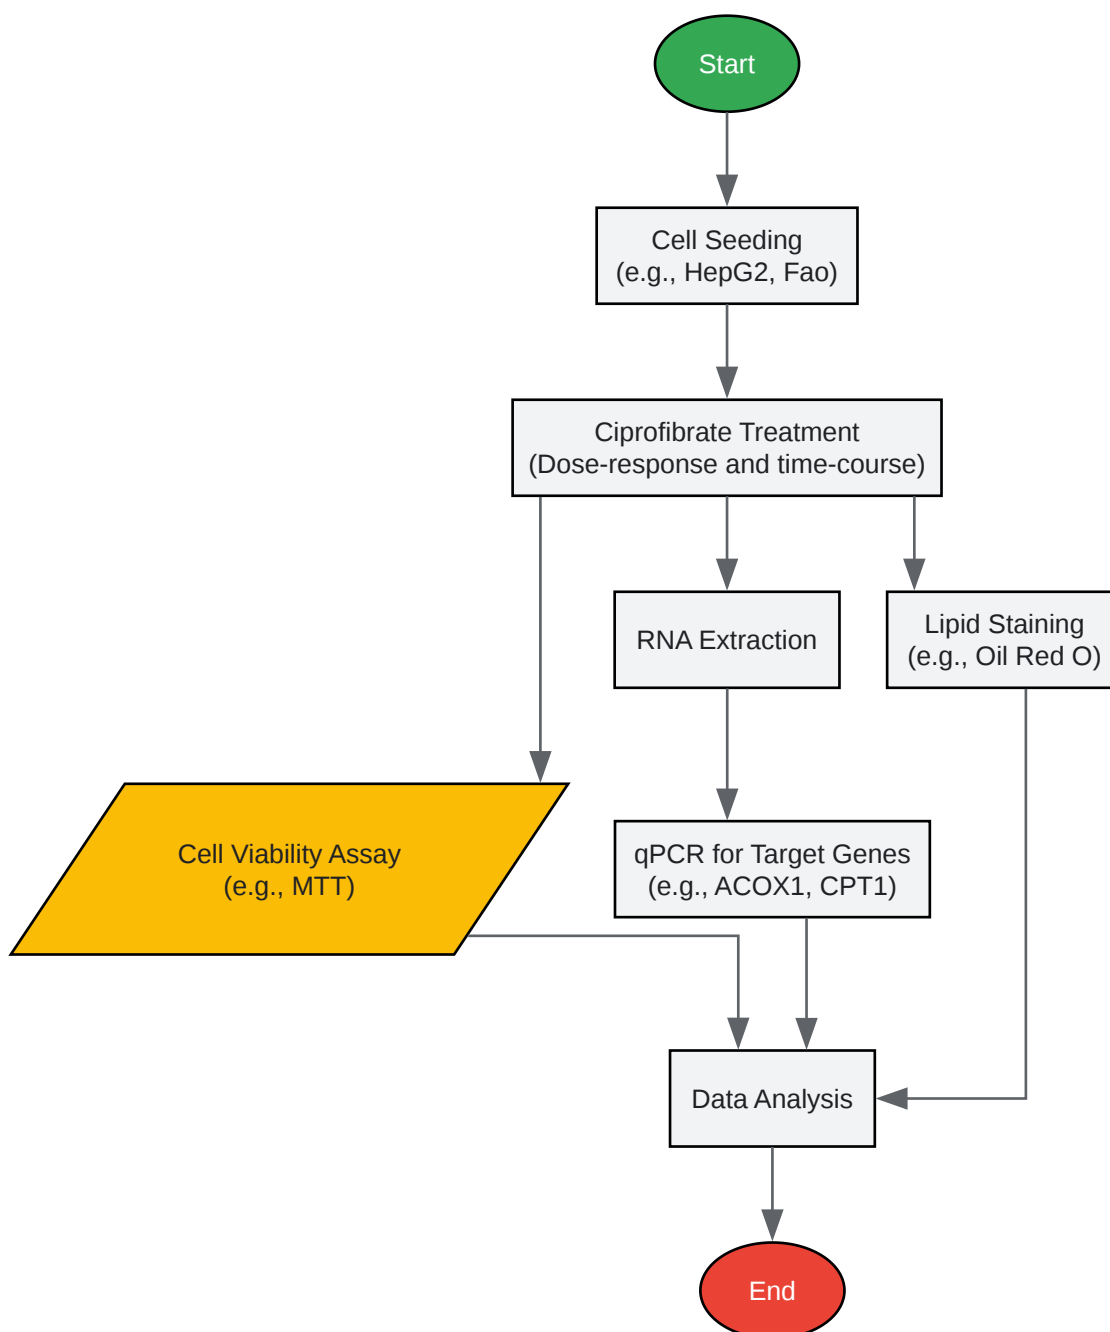 Start
Cell Seeding
(e.g., HepG2, Fao)
Ciprofibrate Treatment
(Dose-response and time-course)
RNA Extraction
Lipid Staining
(e.g., Oil Red O)
Cell Viability Assay
(e.g., MTT)
qPCR for Target Genes
(e.g., ACOX1, CPT1)
Data Analysis
End